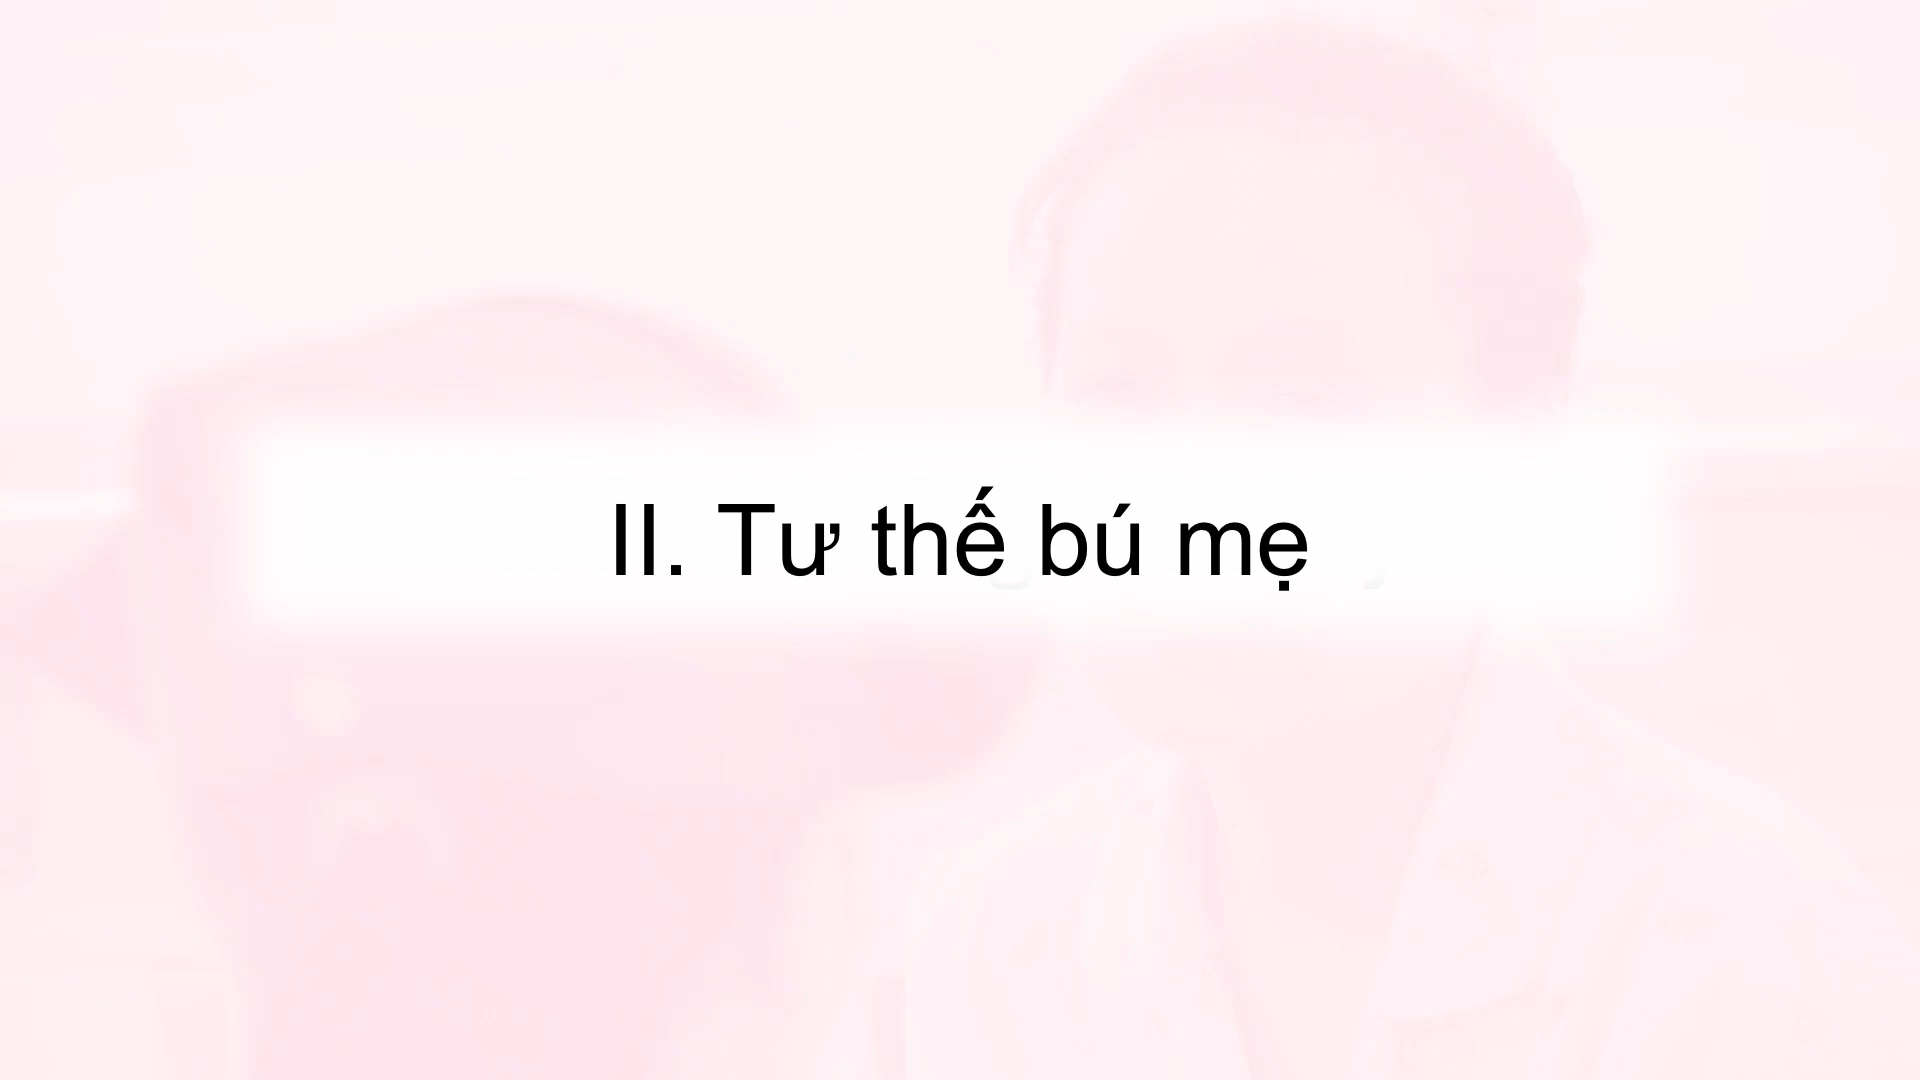 II. Tư thế bú mẹ